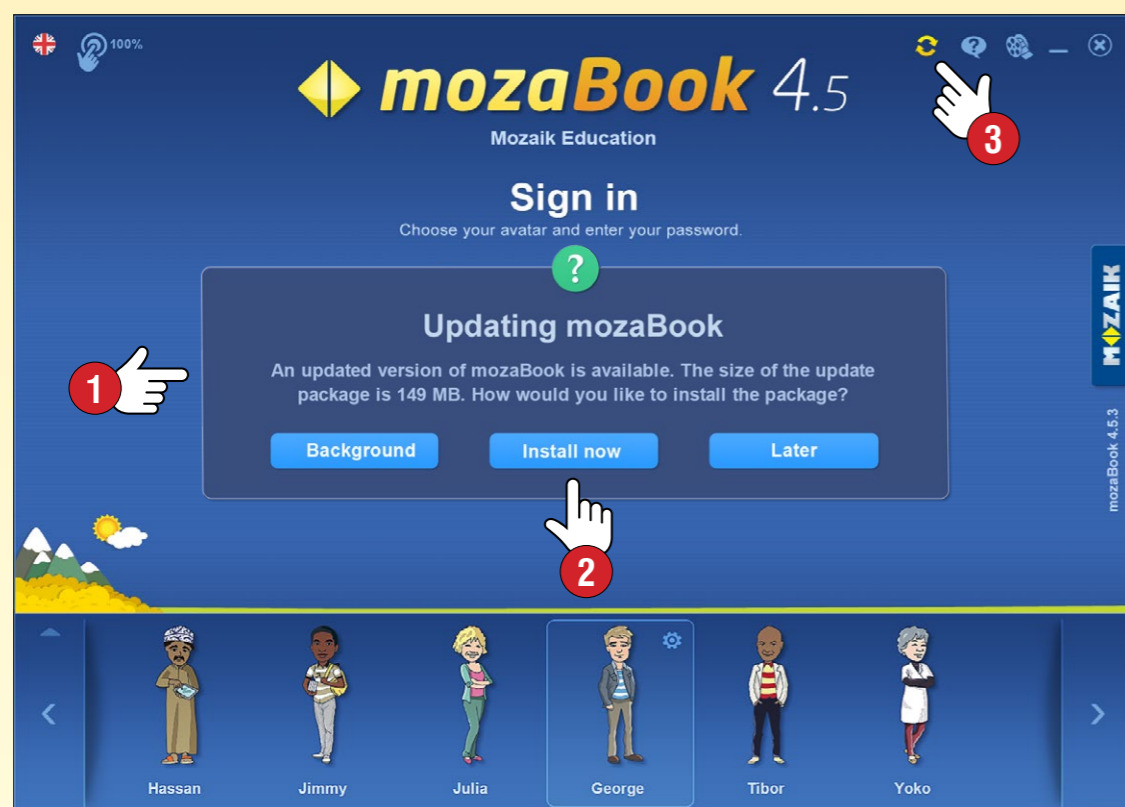 100%
mozaBook 4.5
Mozaik Education
3
Sign in
Choose your avatar and enter your password.
?
MOZAIK
Updating mozaBook
1
An updated version of mozaBook is available. The size of the update
package is 149 MB. How would you like to install the package?
Background
Install now
Later
mozaBook 4.5.3
2
Hassan
Jimmy
Julia
George
Tibor
Yoko